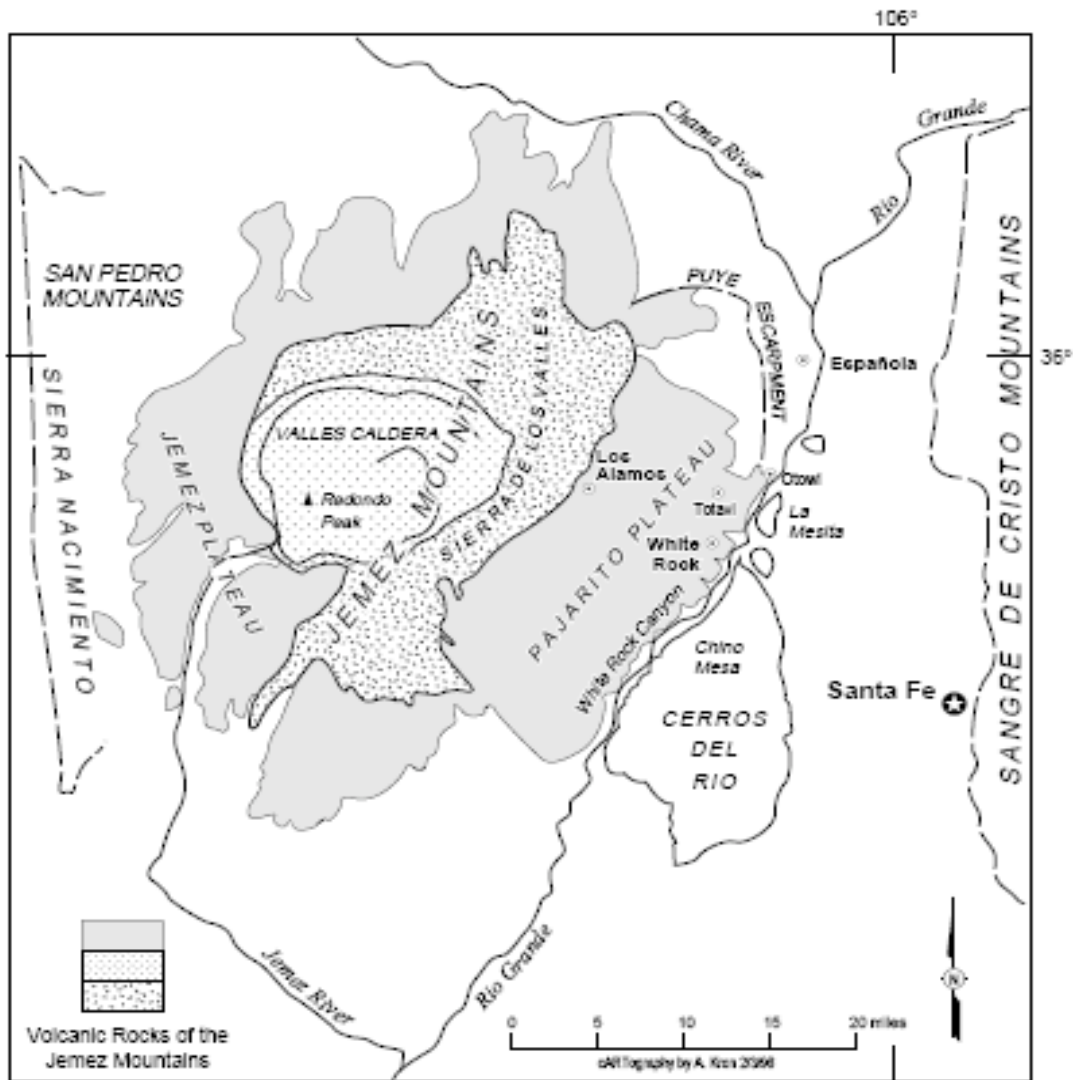 106°
Grande
Chama River
Rio
SAN PEDRO
MOUNTAINS
PUYE
ESCARPMENT
Española
36°
SIERRA NACIMIENTO
JEMEZ PLATEAU
VALLES CALDERA
JEMEZ MOUNTAINS
SIERRA DE LOS VALLES
Redondo
Peak
Los
Alamos
PAJARITO PLATEAU
Otowi
Totavi
La
Mesita
White
Rock
White Rock Canyon
Chino
Mesa
CERROS
DEL
RIO
Santa Fe
SANGRE DE CRISTO MOUNTAINS
Jemez River
Rio Grande
N
Volcanic Rocks of the
Jemez Mountains
0 5 10 15 20 miles
cARTography by A. Kron